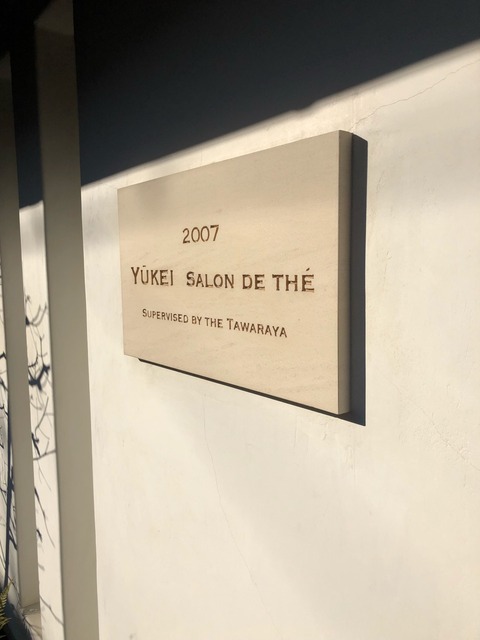 2007
YŪKEI SALON DE THÉ
SUPERVISED BY THE TAWARAYA